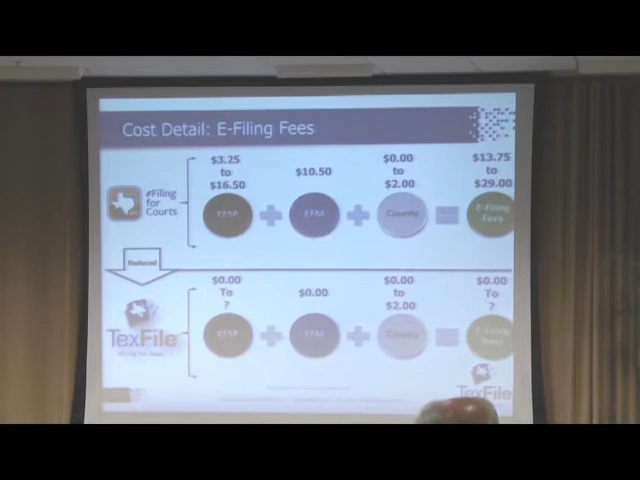 Cost Detail: E-Filing Fees
$3.25
to
$16.50
$10.50
$0.00
to
$2.00
$13.75
to
$29.00
eFiling
for
Courts
EFSP
EFM
County
E-Filing
Fees
Reduced
$0.00
To
?
$0.00
$0.00
to
$2.00
$0.00
To
?
TexFile
EFSP
EFM
County
E-Filing
Fees
TexFile